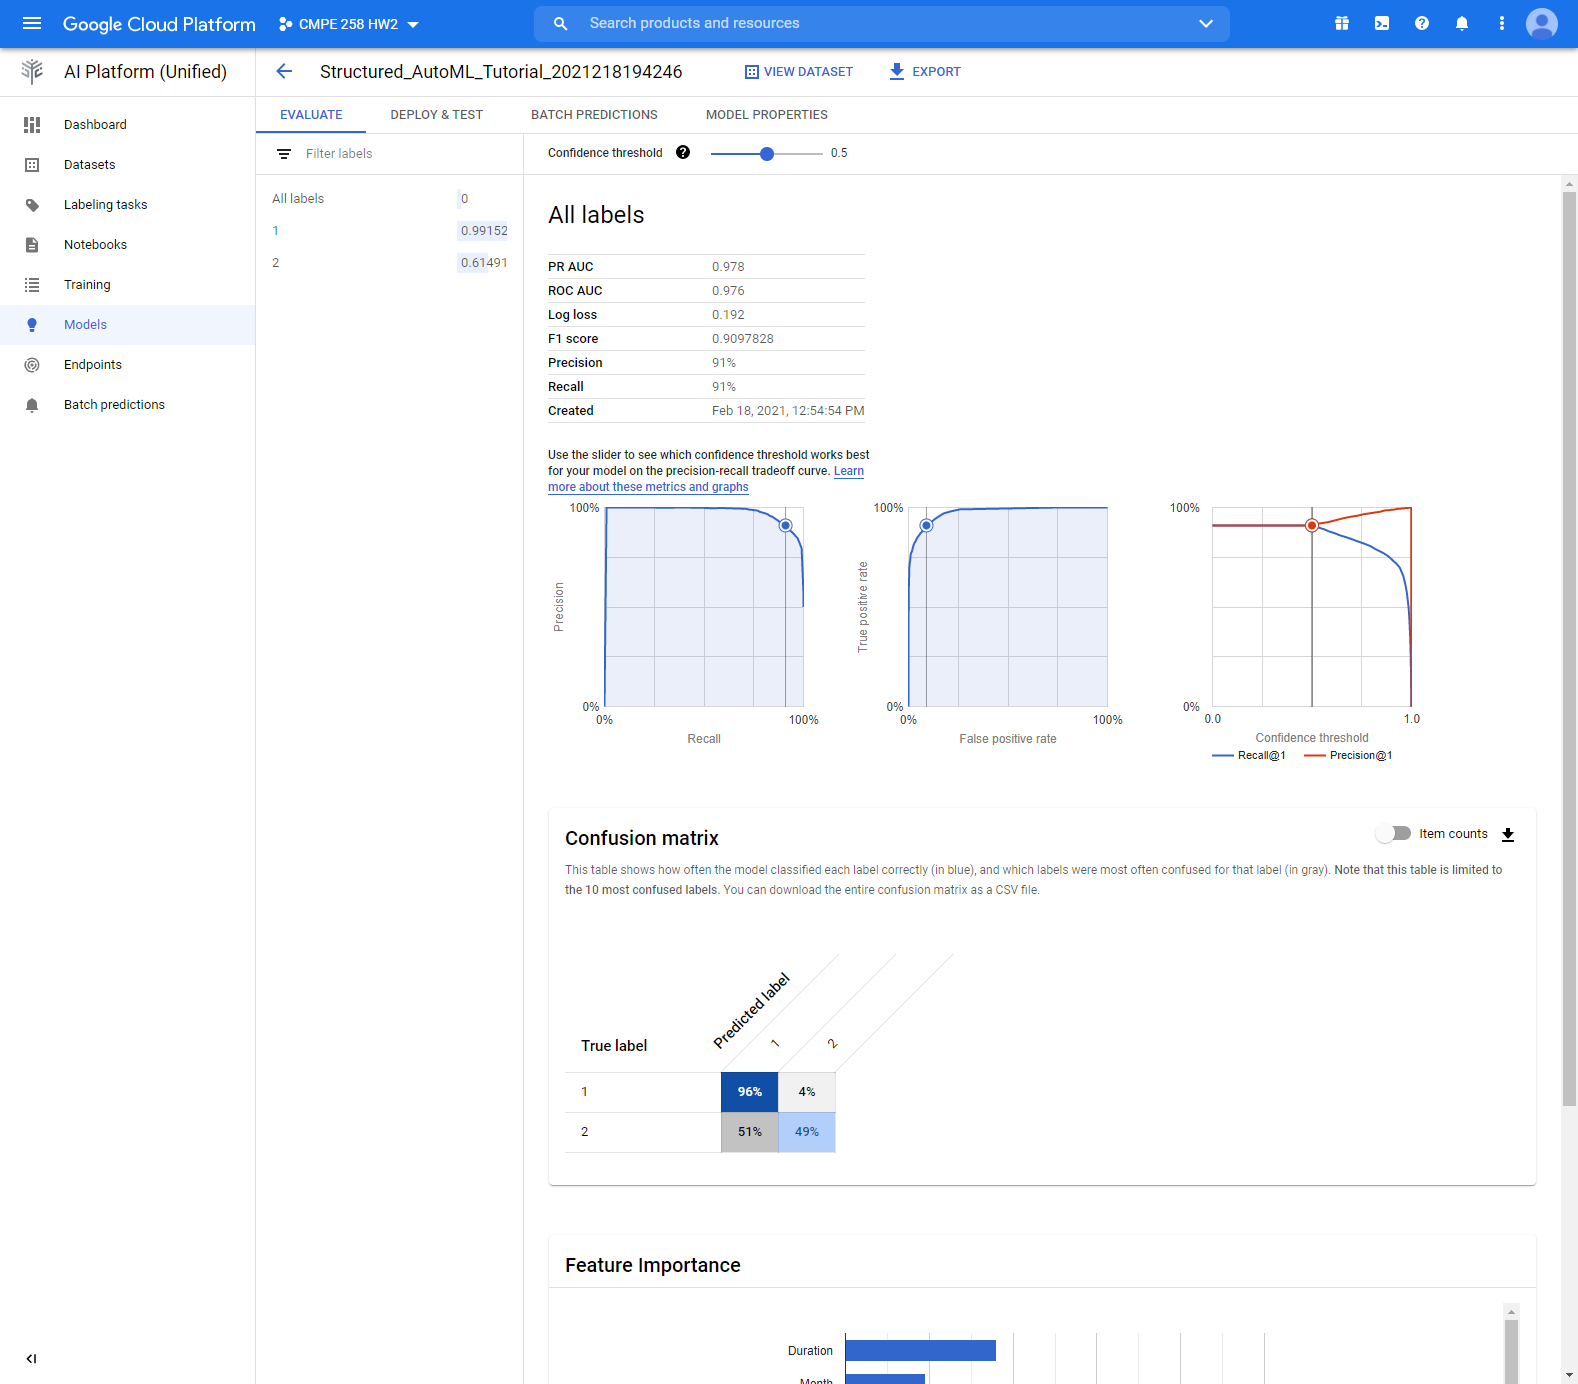 Google Cloud Platform
CMPE 258 HW2
Search products and resources
AI Platform (Unified)
Structured_AutoML_Tutorial_2021218194246
VIEW DATASET
EXPORT
Dashboard
Datasets
Labeling tasks
Notebooks
Training
Models
Endpoints
Batch predictions
EVALUATE
DEPLOY & TEST
BATCH PREDICTIONS
MODEL PROPERTIES
Filter labels
Confidence threshold
0.5
All labels 0
1 0.99152
2 0.61491
All labels
PR AUC 0.978
ROC AUC 0.976
Log loss 0.192
F1 score 0.9097828
Precision 91%
Recall 91%
Created Feb 18, 2021, 12:54:54 PM
Use the slider to see which confidence threshold works best
for your model on the precision-recall tradeoff curve. Learn
more about these metrics and graphs
100%
Precision
0%
0%
100%
Recall
100%
True positive rate
0%
0%
100%
False positive rate
100%
0%
0.0
1.0
Confidence threshold
Recall@1
Precision@1
Confusion matrix
Item counts
This table shows how often the model classified each label correctly (in blue), and which labels were most often confused for that label (in gray). Note that this table is limited to
the 10 most confused labels. You can download the entire confusion matrix as a CSV file.
True label
Predicted label
1
2
1 96% 4%
2 51% 49%
Feature Importance
Duration
Month